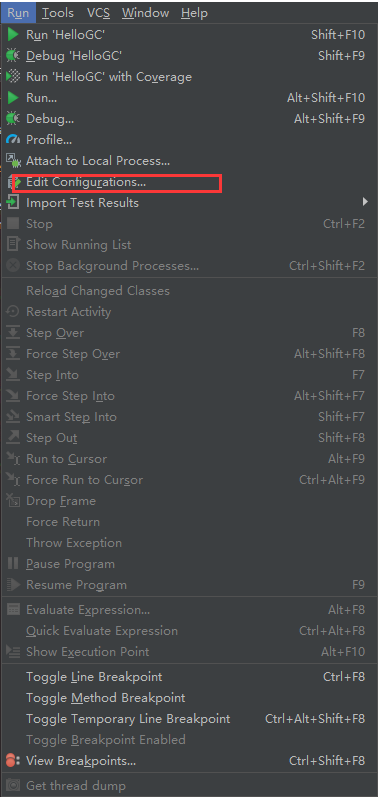 Run Tools VCS Window Help
Run 'HelloGC' Shift+F10
Debug 'HelloGC' Shift+F9
Run 'HelloGC' with Coverage
Run... Alt+Shift+F10
Debug... Alt+Shift+F9
Profile...
Attach to Local Process...
Edit Configurations...
Import Test Results
Stop Ctrl+F2
Show Running List
Stop Background Processes... Ctrl+Shift+F2
Reload Changed Classes
Restart Activity
Step Over F8
Force Step Over Alt+Shift+F8
Step Into F7
Force Step Into Alt+Shift+F7
Smart Step Into Shift+F7
Step Out Shift+F8
Run to Cursor Alt+F9
Force Run to Cursor Ctrl+Alt+F9
Drop Frame
Force Return
Throw Exception
Pause Program
Resume Program F9
Evaluate Expression... Alt+F8
Quick Evaluate Expression Ctrl+Alt+F8
Show Execution Point Alt+F10
Toggle Line Breakpoint Ctrl+F8
Toggle Method Breakpoint
Toggle Temporary Line Breakpoint Ctrl+Alt+Shift+F8
Toggle Breakpoint Enabled
View Breakpoints... Ctrl+Shift+F8
Get thread dump